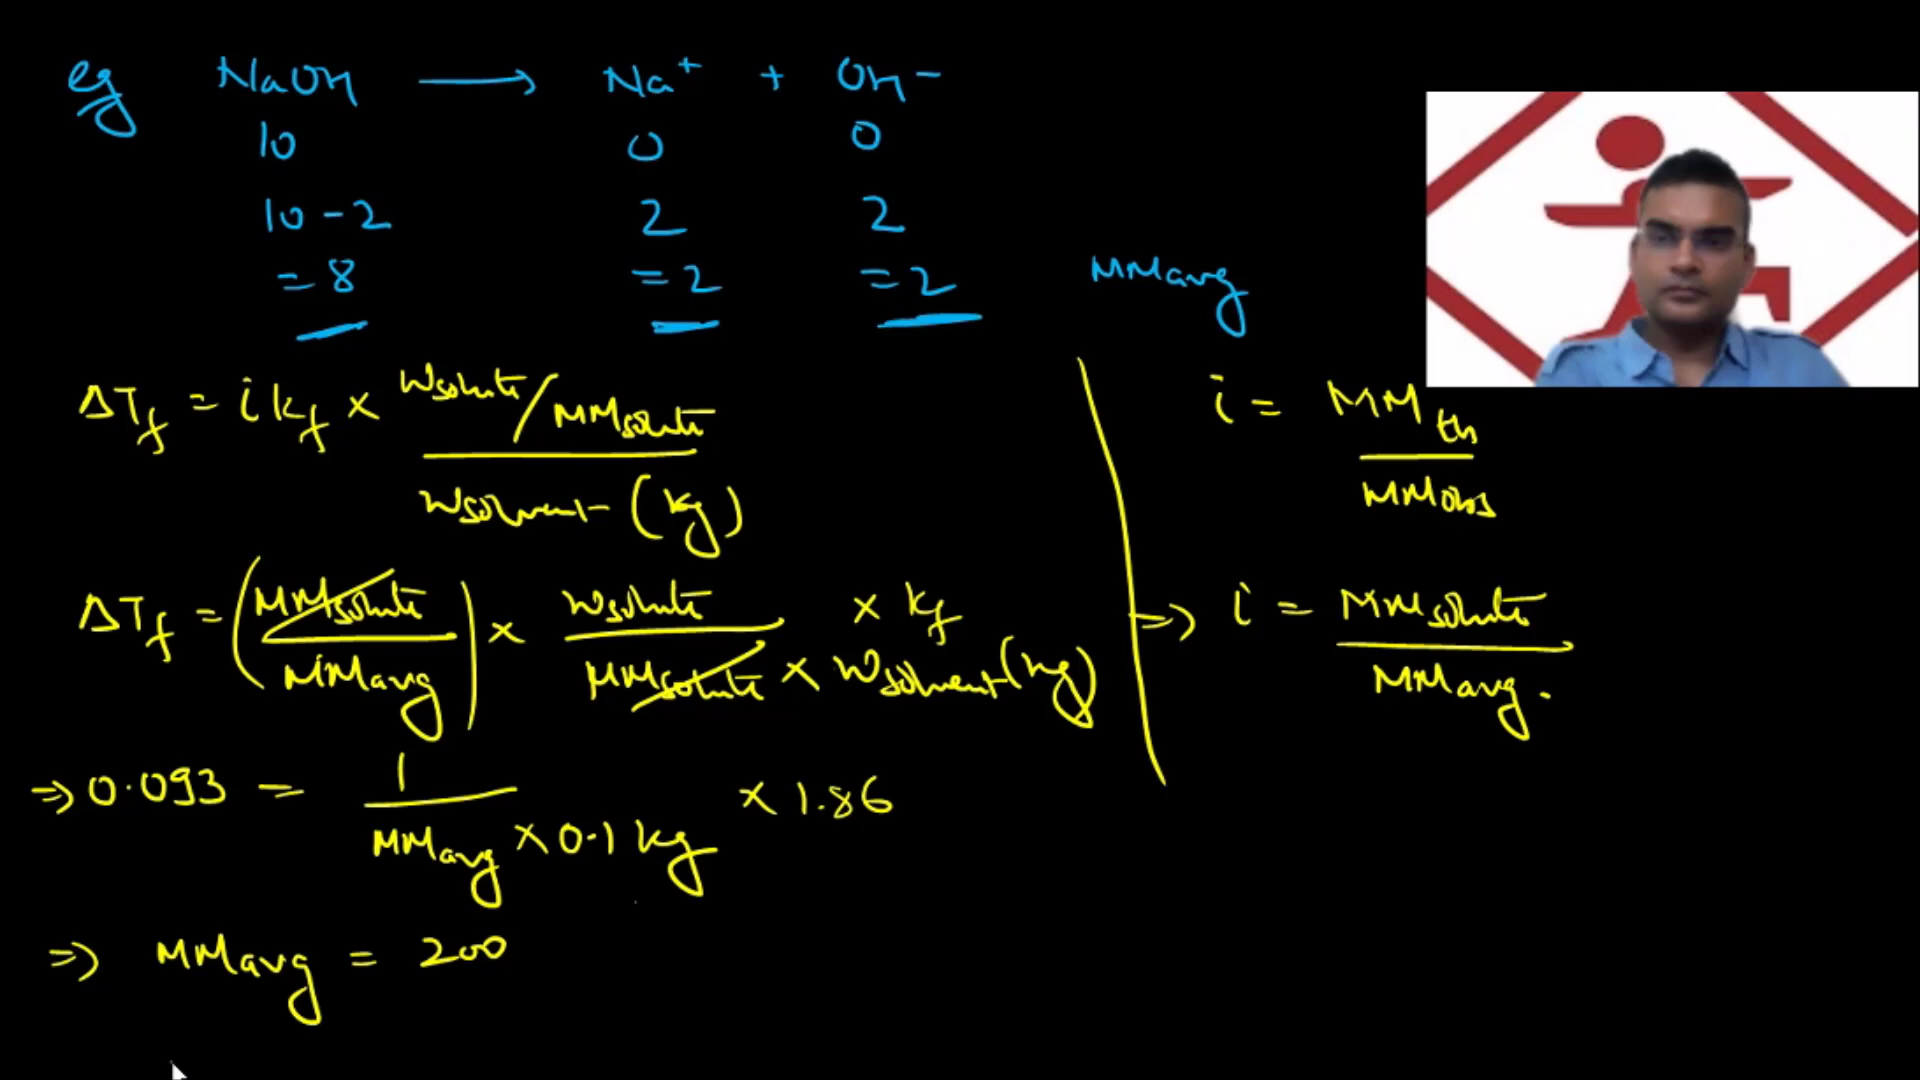 eg NaOH ⟶ Na⁺ + OH⁻
10 0 0
10 - 2 2 2
= 8 = 2 = 2
MMavg
ΔTf = i kf × Wsolute/MMsolute
Wsolvent (kg)
ΔTf = (MMsolute / MMavg) × Wsolute × kf
MMsolute × Wsolvent (kg)
⇒ 0.093 = 1 / MMavg × 0.1 kg × 1.86
⇒ MMavg = 200
i = MMth / MMobs
⇒ i = MMsolute / MMavg.